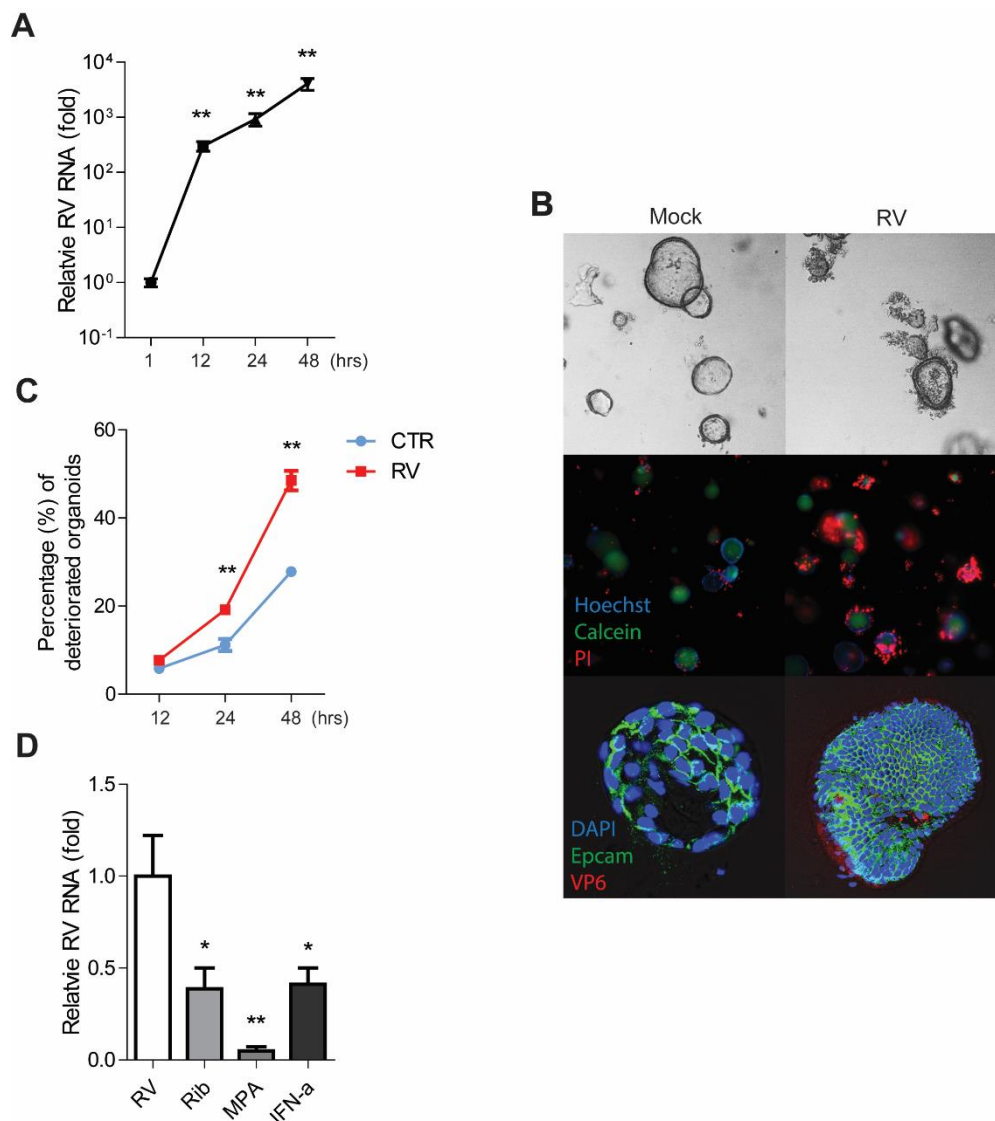 A
Relatvie RV RNA (fold)
10⁴
10³
10²
10¹
10⁰
10⁻¹
**
**
**
1 12 24 48 (hrs)
B
Mock RV
Hoechst
Calcein
PI
DAPI
Epcam
VP6
C
Percentage (%) of
deteriorated organoids
60
40
20
0
**
**
12 24 48 (hrs)
CTR
RV
D
Relatvie RV RNA (fold)
1.5
1.0
0.5
0.0
*
**
*
RV Rib MPA IFN-a